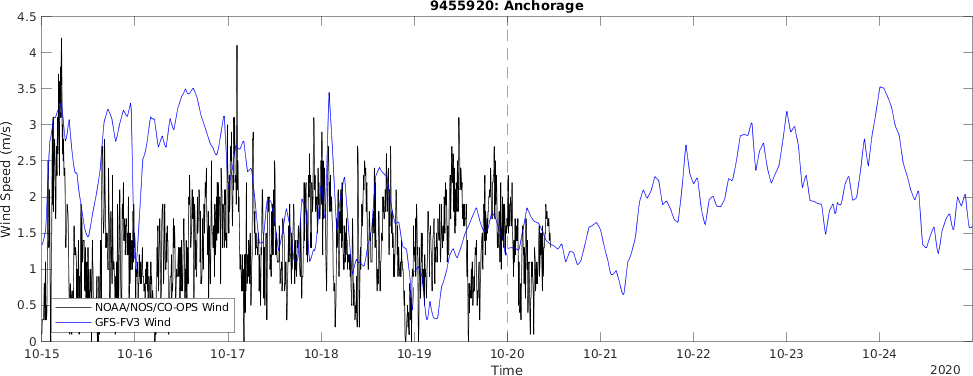 9455920: Anchorage
4.5
4
3.5
3
2.5
2
1.5
1
0.5
0
Wind Speed (m/s)
NOAA/NOS/CO-OPS Wind
GFS-FV3 Wind
10-15 10-16 10-17 10-18 10-19 10-20 10-21 10-22 10-23 10-24
Time
2020